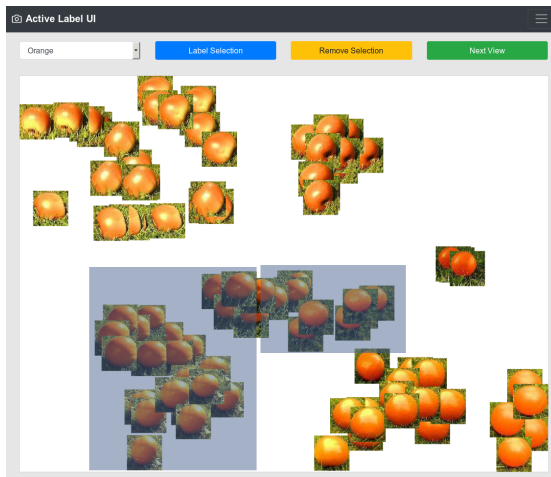 Active Label UI
Orange
Label Selection
Remove Selection
Next View